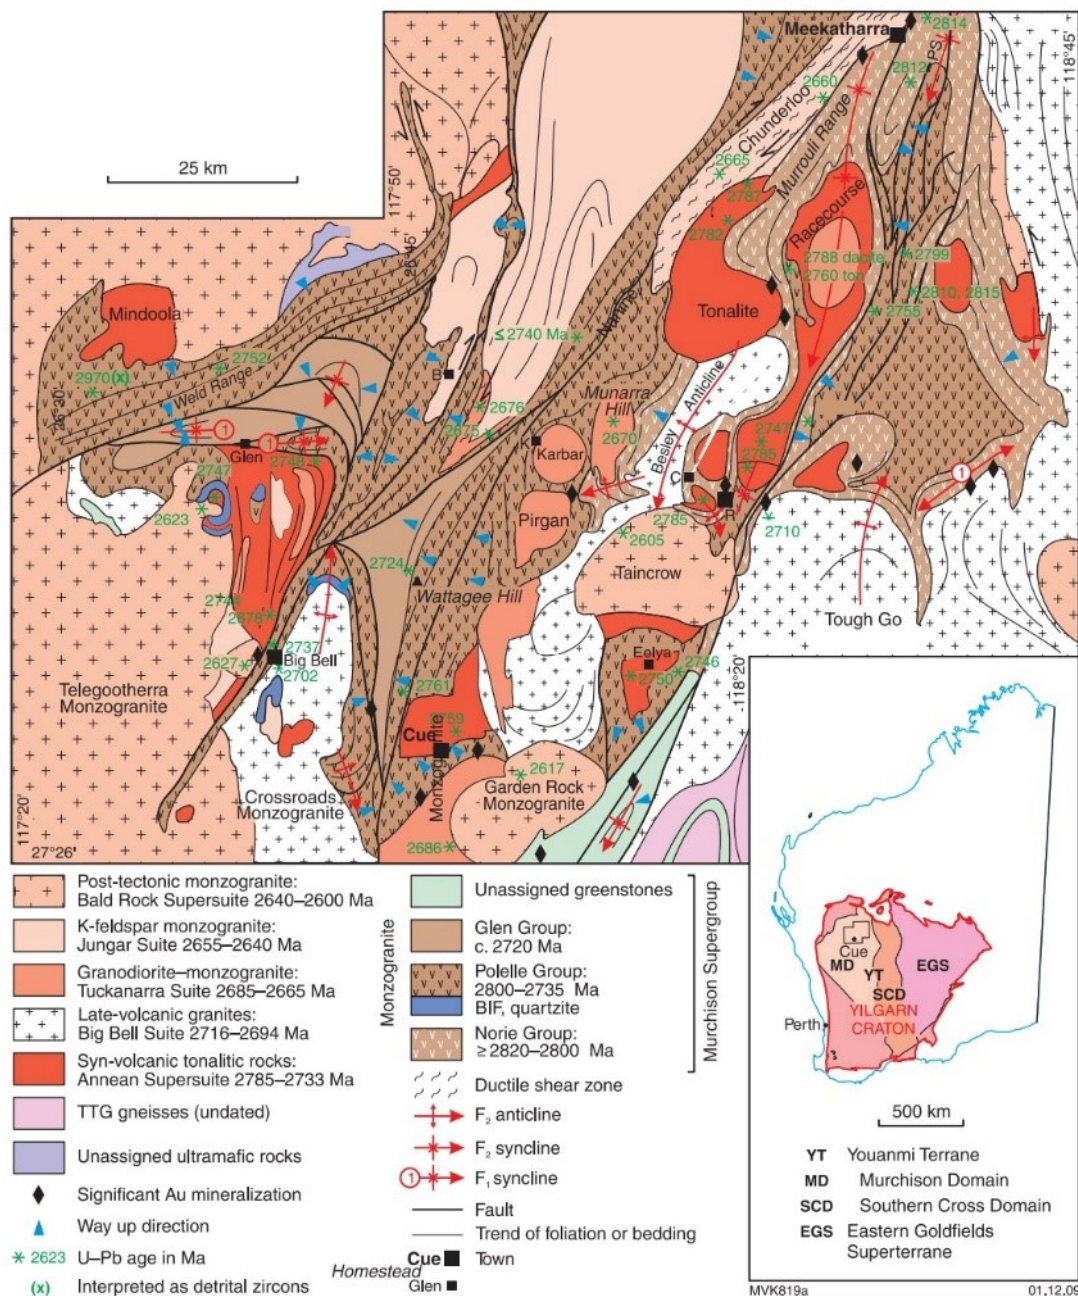 Meekatharra
2814
118°45'
PS
2812
2660
Chunderloo
Murrouli Range
25 km
117°50'
2665
2787
2782
Racecourse
26°45'
2788 dacite
2760 ton
2799
2810, 2815
2755
Mindoola
Tonalite
≤ 2740 Ma
2752
2970 (x)
Weld Range
26°30'
B
Munarra
Hill
Besley Anticline
2676
2675
2670
K
Karbar
2747
2785
1
1
Glen
2748
2747
2623
C
1
Pirgan
2785
R
2605
2710
Taincrow
2724
Wattagee Hill
Tough Go
2744
2678
2737
2627
Big Bell
2702
Eelya
2746
2750
118°20'
Telegootherra
Monzogranite
2761
2759
Cue
Monzogranite
2617
Garden Rock
Monzogranite
Crossroads
Monzogranite
117°20'
27°26'
2686
Post-tectonic monzogranite:
Bald Rock Supersuite 2640–2600 Ma
K-feldspar monzogranite:
Jungar Suite 2655–2640 Ma
Granodiorite–monzogranite:
Tuckanarra Suite 2685–2665 Ma
Late-volcanic granites:
Big Bell Suite 2716–2694 Ma
Syn-volcanic tonalitic rocks:
Annean Supersuite 2785–2733 Ma
TTG gneisses (undated)
Unassigned ultramafic rocks
Significant Au mineralization
Way up direction
2623 U–Pb age in Ma
(x) Interpreted as detrital zircons
Monzogranite
Unassigned greenstones
Glen Group:
c. 2720 Ma
Polelle Group:
2800–2735 Ma
BIF, quartzite
Norie Group:
≥ 2820–2800 Ma
Murchison Supergroup
Ductile shear zone
F₂ anticline
F₂ syncline
1 F₁ syncline
Fault
Trend of foliation or bedding
Cue Town
Homestead
Glen
Cue
MD
YT
SCD
EGS
YILGARN
CRATON
Perth
500 km
YT Youanmi Terrane
MD Murchison Domain
SCD Southern Cross Domain
EGS Eastern Goldfields
Superterrane
MVK819a
01.12.09